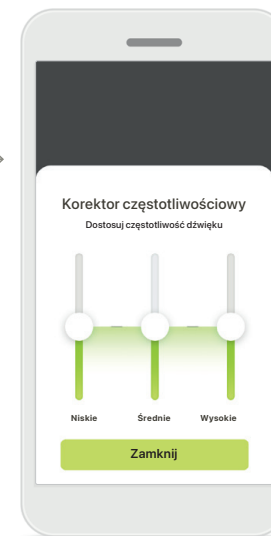 Korektor częstotliwościowy
Dostosuj częstotliwość dźwięku
Niskie Średnie Wysokie
Zamknij